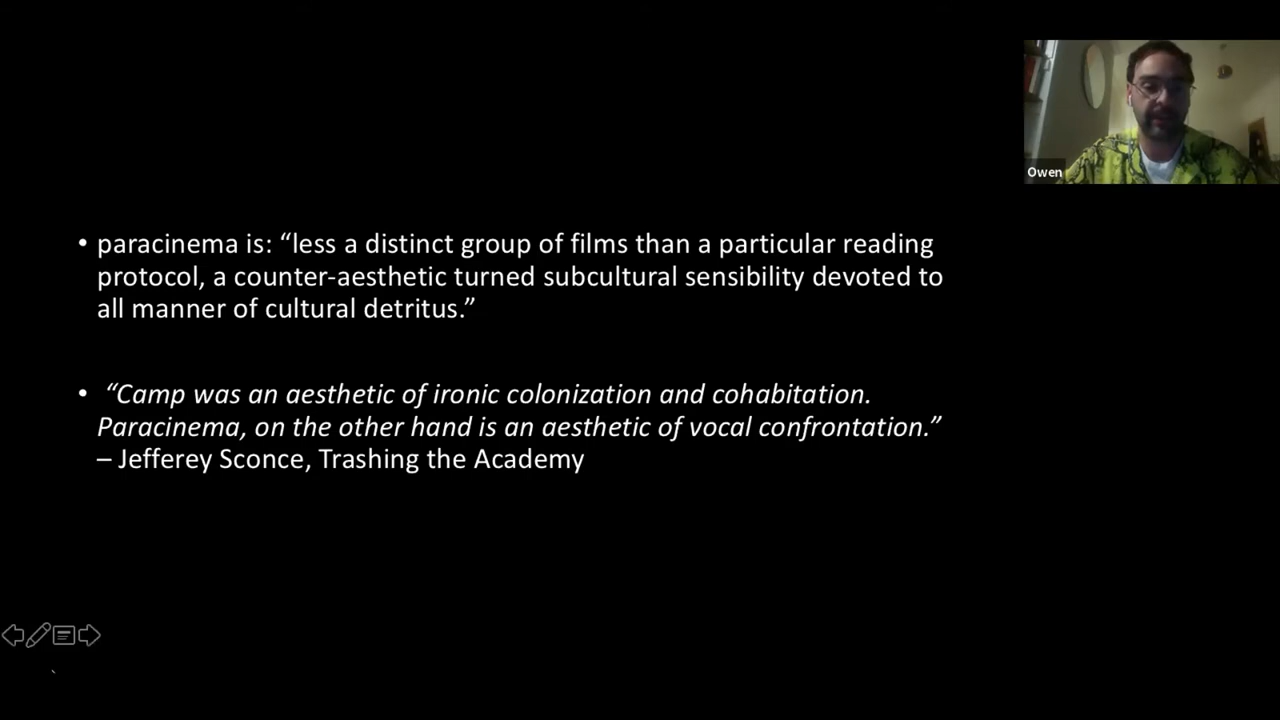 Owen
• paracinema is: “less a distinct group of films than a particular reading
protocol, a counter-aesthetic turned subcultural sensibility devoted to
all manner of cultural detritus.”
• “Camp was an aesthetic of ironic colonization and cohabitation.
Paracinema, on the other hand is an aesthetic of vocal confrontation.”
– Jefferey Sconce, Trashing the Academy